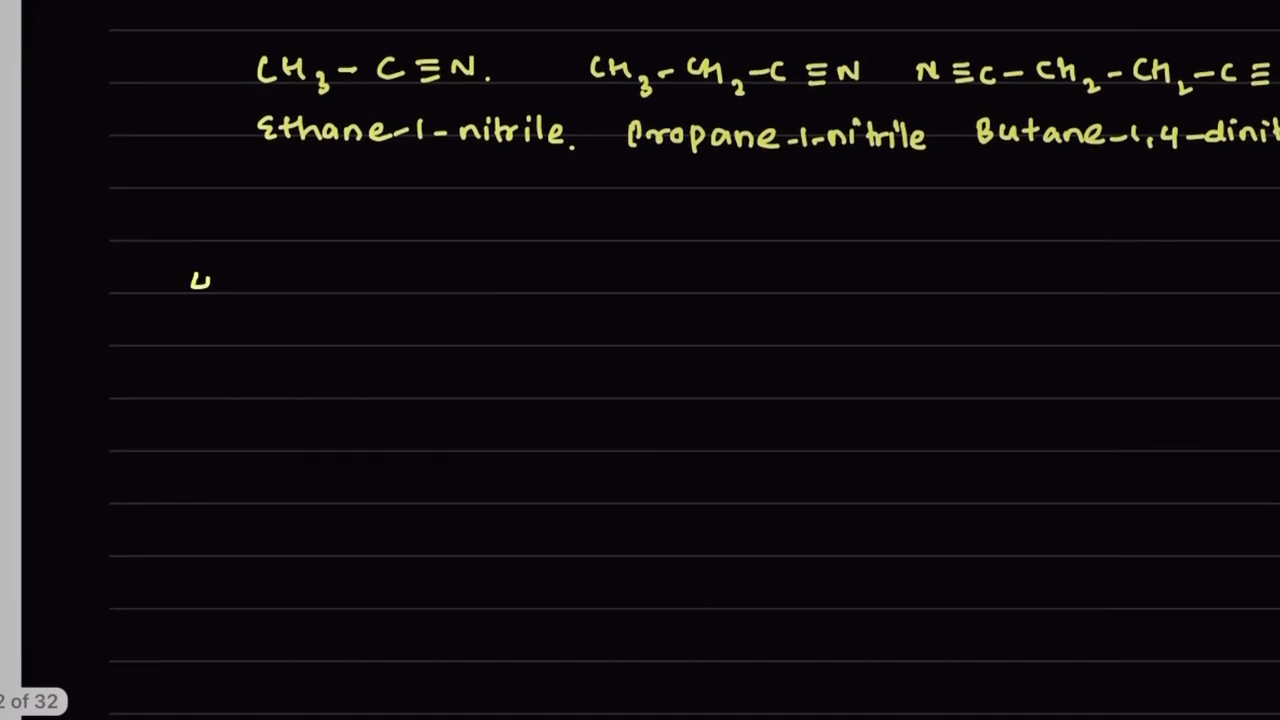 CH₃ – C ≡ N. CH₃ – CH₂ – C ≡ N N ≡ C – CH₂ – CH₂ – C ≡
Ethane-1-nitrile. Propane-1-nitrile Butane-1,4-dinit
2 of 32